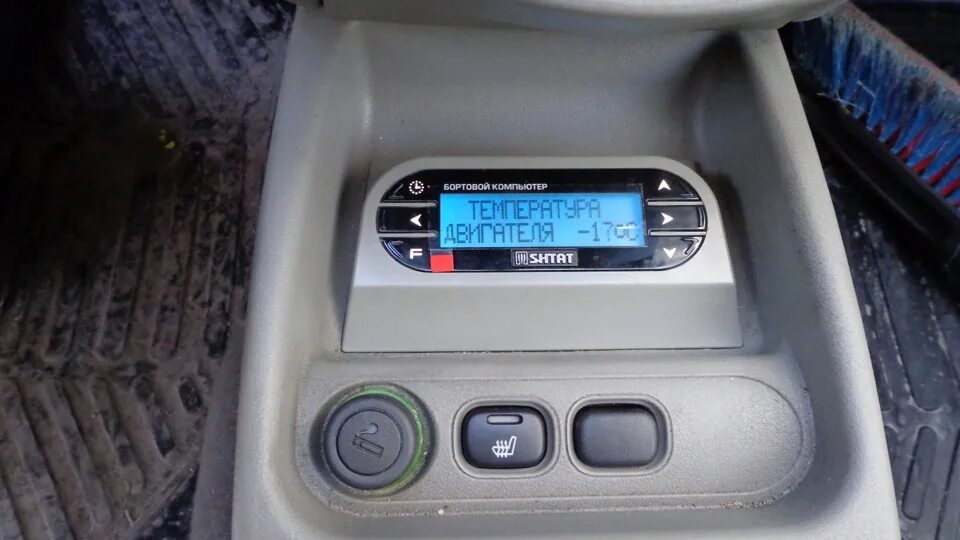 БОРТОВОЙ КОМПЬЮТЕР
ТЕМПЕРАТУРА
ДВИГАТЕЛЯ -17°C
F
SHTAT